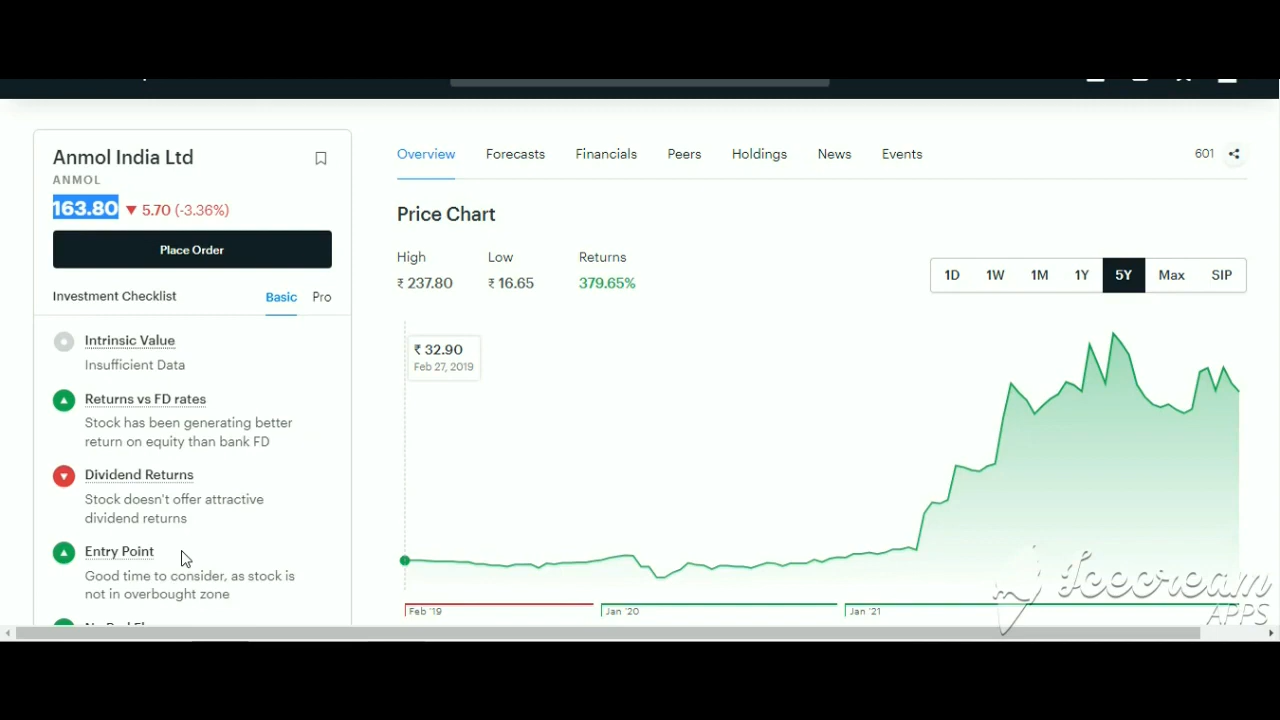 Anmol India Ltd
ANMOL
163.80 ▼ 5.70 (-3.36%)
Place Order
Investment Checklist Basic Pro
Intrinsic Value
Insufficient Data
Returns vs FD rates
Stock has been generating better
return on equity than bank FD
Dividend Returns
Stock doesn't offer attractive
dividend returns
Entry Point
Good time to consider, as stock is
not in overbought zone
Overview Forecasts Financials Peers Holdings News Events 601
Price Chart
High Low Returns
₹ 237.80 ₹ 16.65 379.65%
1D 1W 1M 1Y 5Y Max SIP
₹ 32.90
Feb 27, 2019
Feb '19 Jan '20 Jan '21
Icecream
APPS